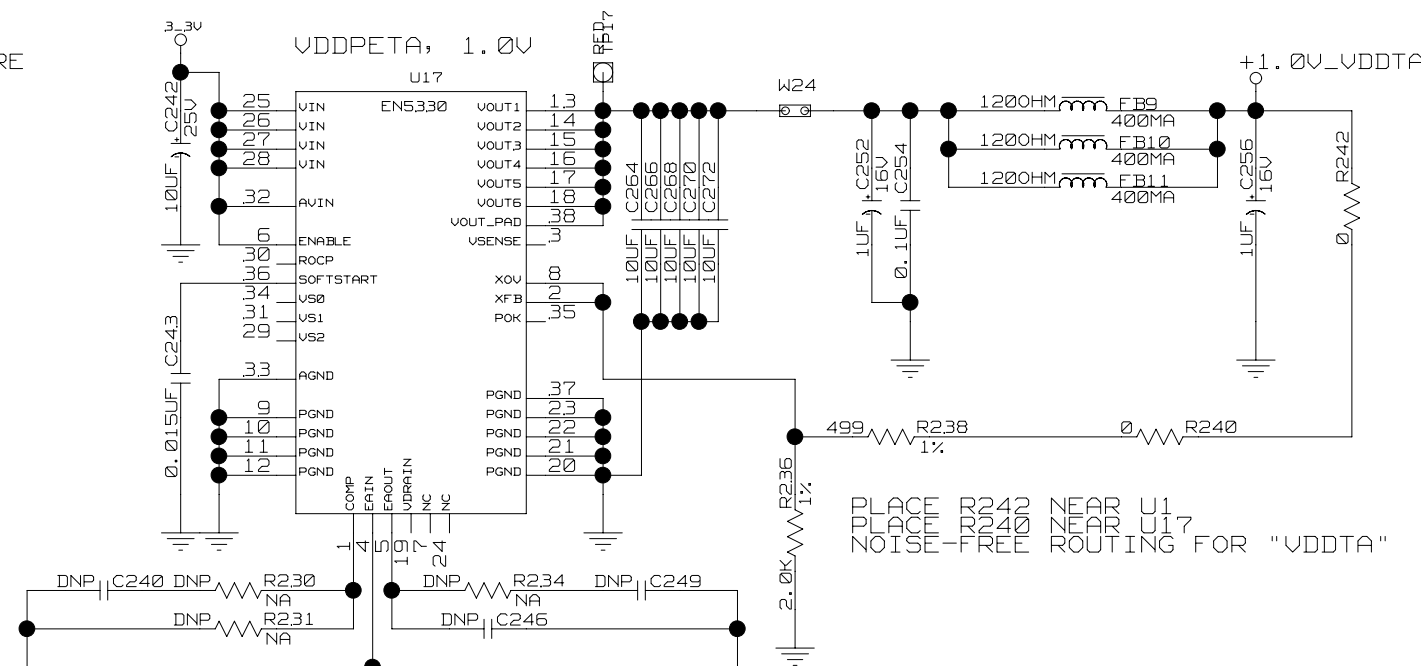 RE
3_3V
VDDPETA, 1.0V
RED
TP17
+1.0V_VDDTA
U17
EN5330
W24
C242
25V
10UF
25 VIN
26 VIN
27 VIN
28 VIN
32 AVIN
6 ENABLE
30 ROCP
36 SOFTSTART
34 VS0
31 VS1
29 VS2
33 AGND
9 PGND
10 PGND
11 PGND
12 PGND
VOUT1 13
VOUT2 14
VOUT3 15
VOUT4 16
VOUT5 17
VOUT6 18
VOUT_PAD 38
VSENSE 3
XOV 8
XFB 2
POK 35
PGND 37
PGND 23
PGND 22
PGND 21
PGND 20
COMP 1
EAIN 4
EAOUT 5
VDRAIN 19
NC 7
NC 24
C243
0.015UF
C264
10UF
C266
10UF
C268
10UF
C270
10UF
C272
10UF
C252
16V
1UF
C254
0.1UF
120OHM FB9
400MA
120OHM FB10
400MA
120OHM FB11
400MA
C256
16V
1UF
R242
0
499 R238
1%
0 R240
R236
1%
2.0K
PLACE R242 NEAR U1
PLACE R240 NEAR U17
NOISE-FREE ROUTING FOR "VDDTA"
DNP C240 DNP R230
NA
DNP R231
NA
DNP R234
NA
DNP C249
DNP C246